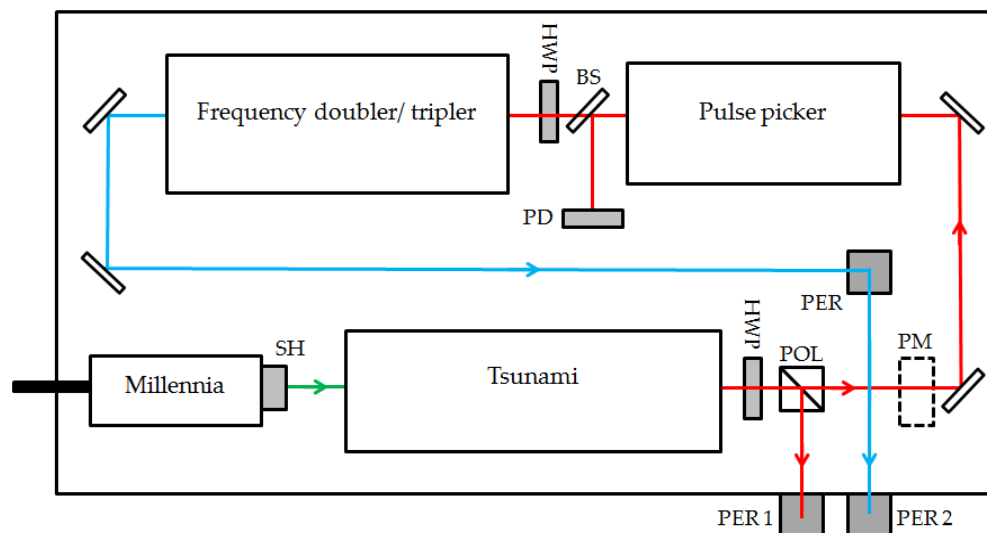 HWP
BS
Frequency doubler/ tripler
Pulse picker
PD
PER
SH
HWP
POL
PM
Millennia
Tsunami
PER 1
PER 2